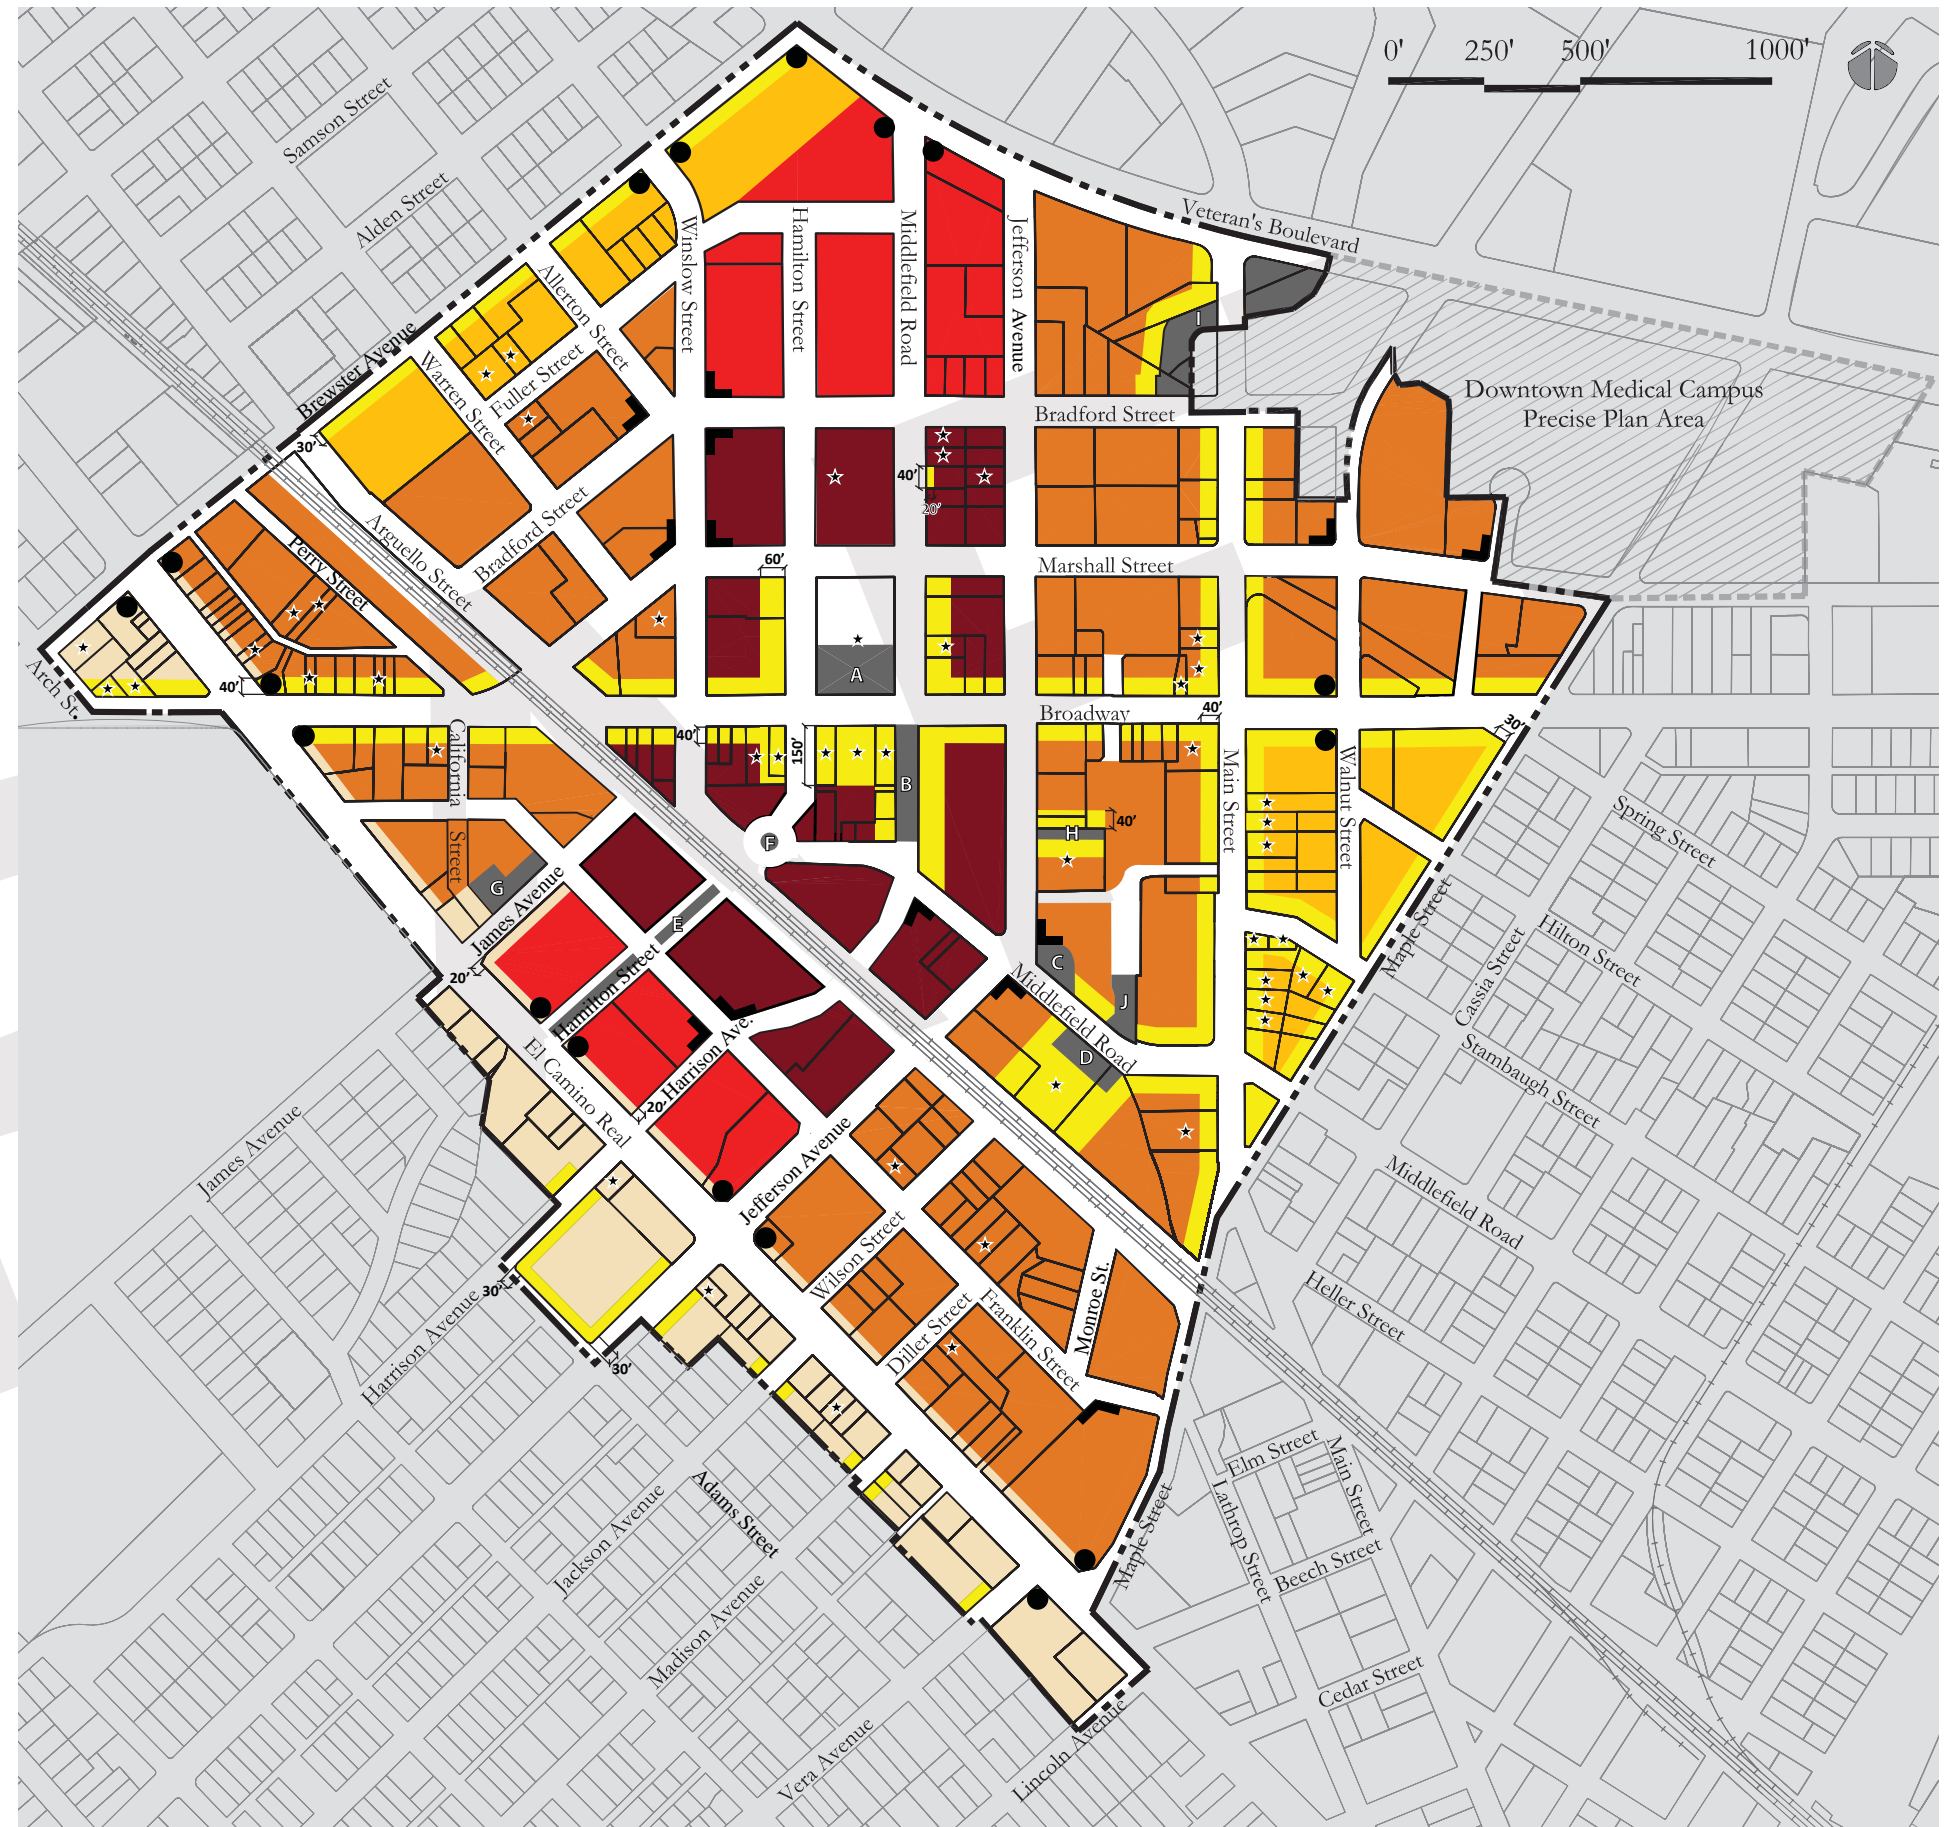 0' 250' 500' 1000'
Samson Street
Alden Street
Veteran's Boulevard
Winslow Street
Hamilton Street
Middlefield Road
Jefferson Avenue
Allerton Street
I
Brewster Avenue
Warren Street
Fuller Street
Downtown Medical Campus
Precise Plan Area
Bradford Street
30'
40'
20'
Arguello Street
Bradford Street
Perry Street
60'
Marshall Street
Arch St.
40'
A
Broadway
40'
30'
California
Street
40'
150'
B
Main Street
Walnut Street
Spring Street
40'
H
F
G
James Avenue
E
Maple Street
Hilton Street
Cassia Street
20'
Hamilton Street
C
J
Middlefield Road
D
Stambaugh Street
El Camino Real
Harrison Ave.
20'
James Avenue
Jefferson Avenue
Middlefield Road
Wilson Street
Harrison Avenue
30'
Monroe St.
Franklin Street
Diller Street
Heller Street
30'
Elm Street
Main Street
Adams Street
Jackson Avenue
Lathrop Street
Maple Street
Beech Street
Madison Avenue
Cedar Street
Vera Avenue
Lincoln Avenue